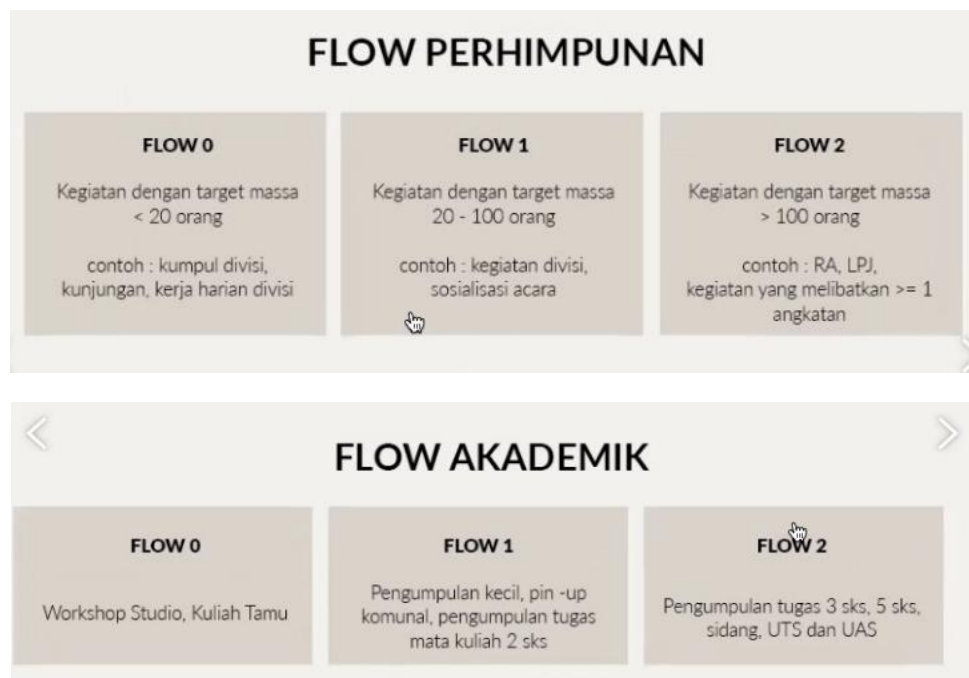 FLOW PERHIMPUNAN
FLOW 0
Kegiatan dengan target massa
< 20 orang
contoh : kumpul divisi,
kunjungan, kerja harian divisi
FLOW 1
Kegiatan dengan target massa
20 - 100 orang
contoh : kegiatan divisi,
sosialisasi acara
FLOW 2
Kegiatan dengan target massa
> 100 orang
contoh : RA, LPJ,
kegiatan yang melibatkan >= 1
angkatan
FLOW AKADEMIK
FLOW 0
Workshop Studio, Kuliah Tamu
FLOW 1
Pengumpulan kecil, pin -up
komunal, pengumpulan tugas
mata kuliah 2 sks
FLOW 2
Pengumpulan tugas 3 sks, 5 sks,
sidang, UTS dan UAS